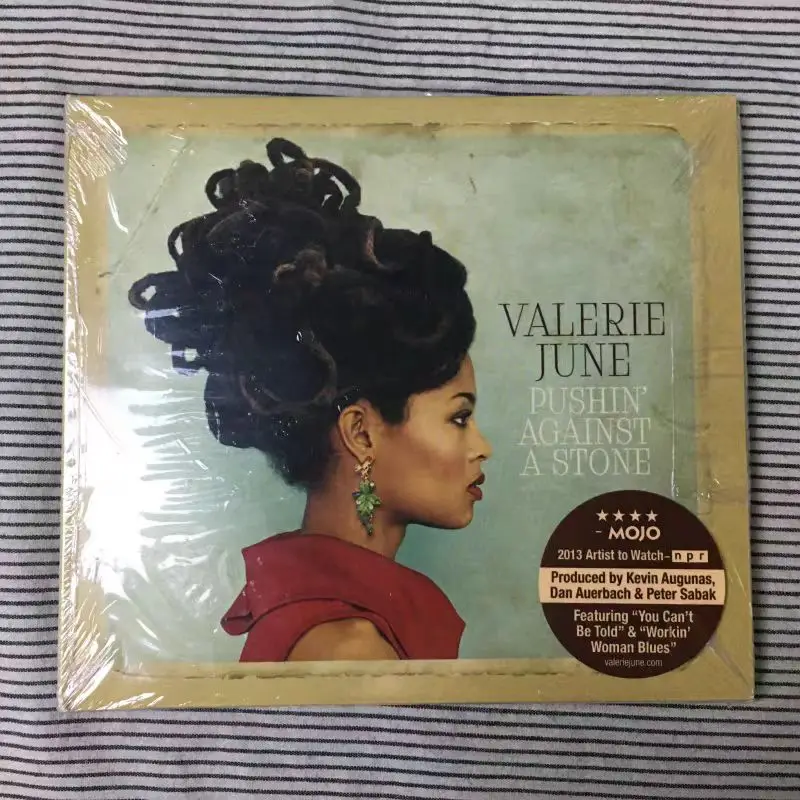 VALERIE
JUNE
PUSHIN'
AGAINST
A STONE
★★★★
- MOJO
2013 Artist to Watch - npr
Produced by Kevin Augunas,
Dan Auerbach & Peter Sabak
Featuring "You Can't
Be Told" & "Workin'
Woman Blues"
valeriejune.com